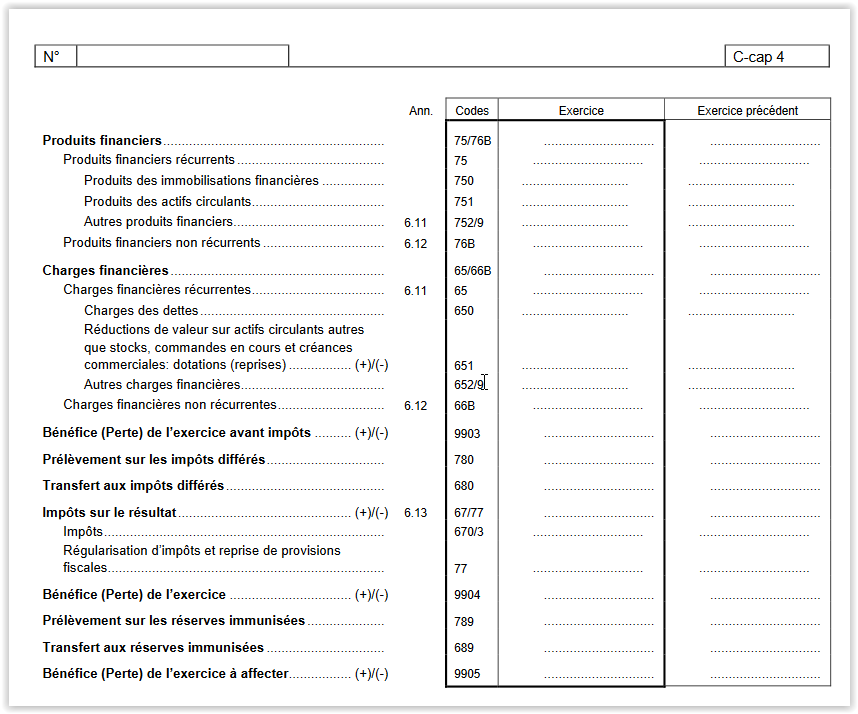 N°
C-cap 4
Ann. Codes Exercice Exercice précédent
Produits financiers 75/76B
Produits financiers récurrents 75
Produits des immobilisations financières 750
Produits des actifs circulants 751
Autres produits financiers 6.11 752/9
Produits financiers non récurrents 6.12 76B
Charges financières 65/66B
Charges financières récurrentes 6.11 65
Charges des dettes 650
Réductions de valeur sur actifs circulants autres
que stocks, commandes en cours et créances
commerciales: dotations (reprises) (+)/(-) 651
Autres charges financières 652/9
Charges financières non récurrentes 6.12 66B
Bénéfice (Perte) de l’exercice avant impôts (+)/(-) 9903
Prélèvement sur les impôts différés 780
Transfert aux impôts différés 680
Impôts sur le résultat (+)/(-) 6.13 67/77
Impôts 670/3
Régularisation d’impôts et reprise de provisions
fiscales 77
Bénéfice (Perte) de l’exercice (+)/(-) 9904
Prélèvement sur les réserves immunisées 789
Transfert aux réserves immunisées 689
Bénéfice (Perte) de l’exercice à affecter (+)/(-) 9905